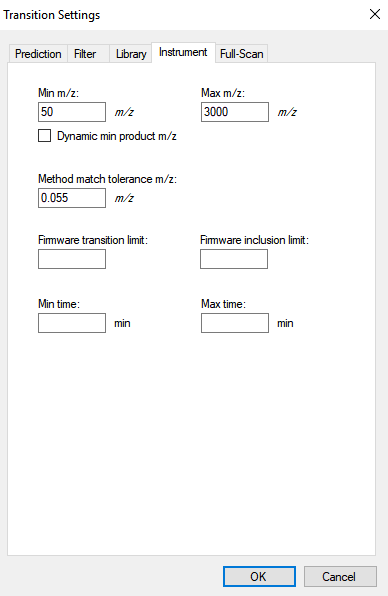 Transition Settings
Prediction Filter Library Instrument Full-Scan
Min m/z: Max m/z:
50 m/z 3000 m/z
Dynamic min product m/z
Method match tolerance m/z:
0.055 m/z
Firmware transition limit: Firmware inclusion limit:
Min time: Max time:
min min
OK Cancel